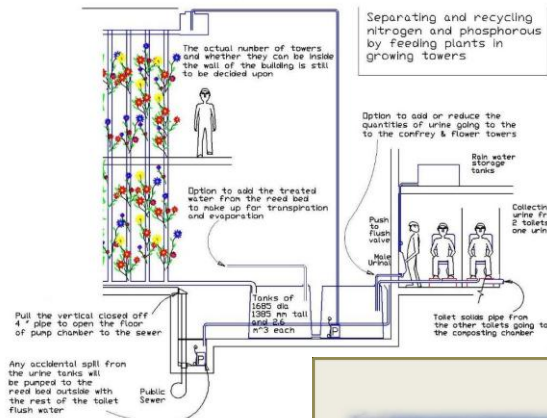 Separating and recycling
nitrogen and phosphorous
by feeding plants in
growing towers
The actual number of towers
and whether they can be inside
the wall of the building is still
to be decided upon
Option to add or reduce the
quantities of urine going to the
to the confrey & flower towers
Rain water
storage
tanks
Option to add the treated
water from the reed bed
to make up for transpiration
and evaporation
Push
to
flush
valve
Male
Urinal
Collectin
urine fro
2 toilets
one urin
Tanks of
1685 dia
1385 mm tall
and 2.6
m^3 each
Pull the vertical closed off
4 " pipe to open the floor
of pump chamber to the sewer
P
P
Toilet solids pipe from
the other toilets going to
the composting chamber
Any accidental spill from
the urine tanks will
be pumped to the
reed bed outside with
the rest of the toilet
flush water
Public
Sewer